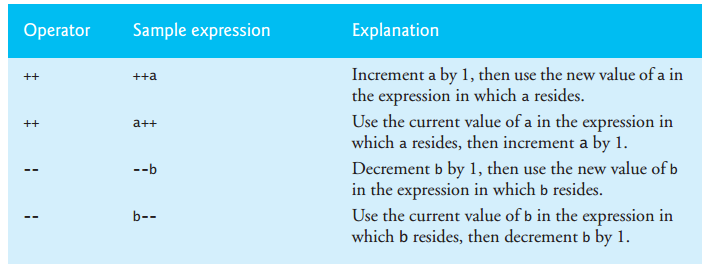 Operator Sample expression Explanation
++ ++a Increment a by 1, then use the new value of a in
the expression in which a resides.
++ a++ Use the current value of a in the expression in
which a resides, then increment a by 1.
-- --b Decrement b by 1, then use the new value of b
in the expression in which b resides.
-- b-- Use the current value of b in the expression in
which b resides, then decrement b by 1.